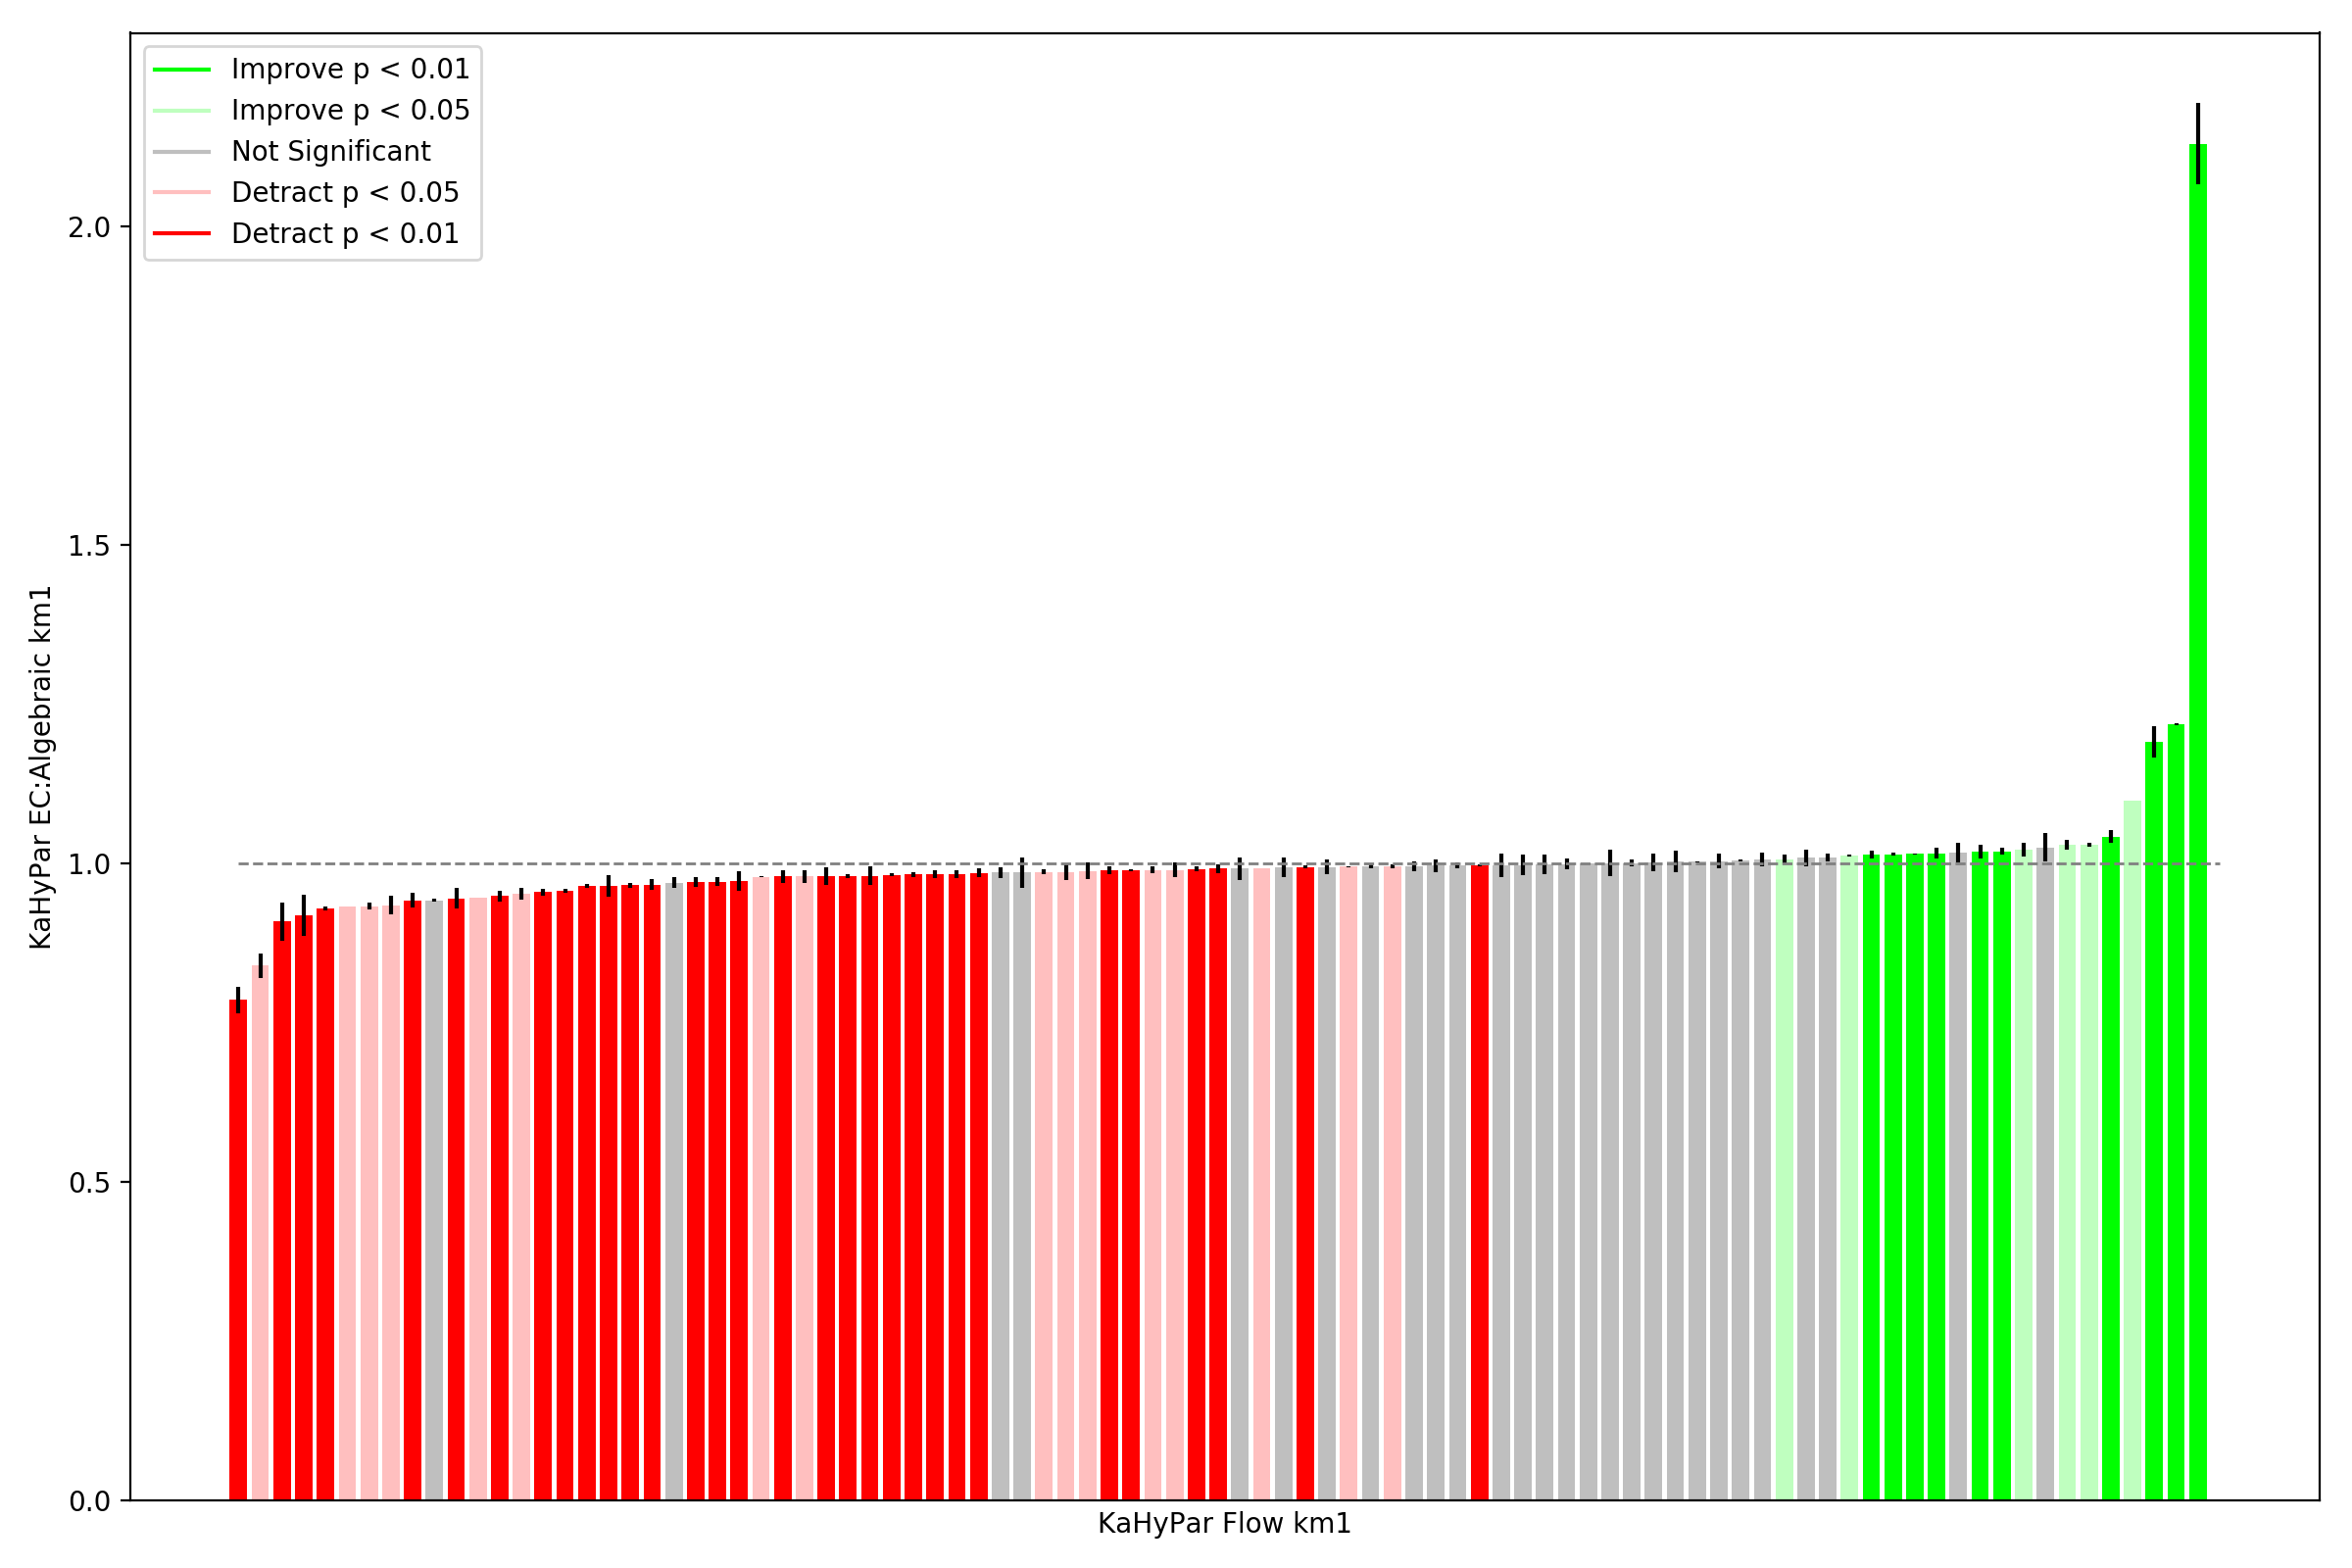 Improve p < 0.01
Improve p < 0.05
Not Significant
Detract p < 0.05
Detract p < 0.01
2.0
1.5
1.0
0.5
0.0
KaHyPar EC:Algebraic km1
KaHyPar Flow km1